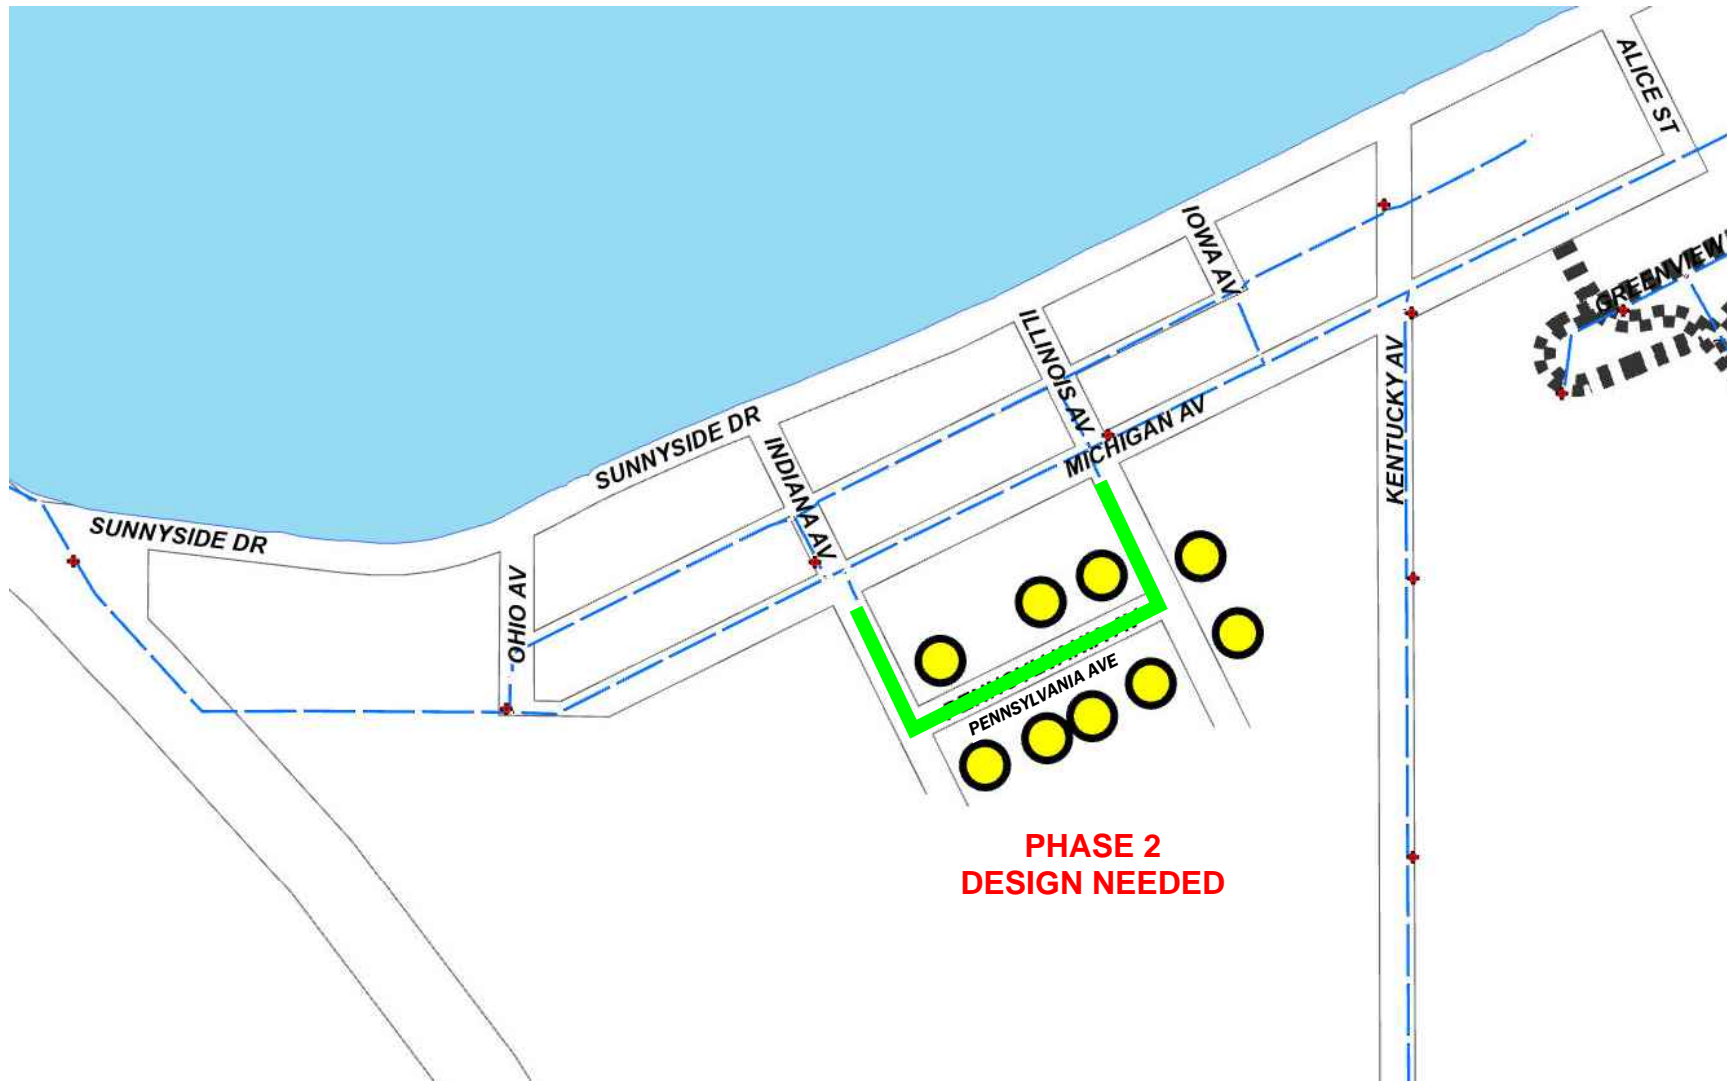 ALICE ST
IOWA AV
GREENVIEW
ILLINOIS AV
KENTUCKY AV
SUNNYSIDE DR
MICHIGAN AV
INDIANA AV
SUNNYSIDE DR
OHIO AV
PENNSYLVANIA AVE
PHASE 2
DESIGN NEEDED